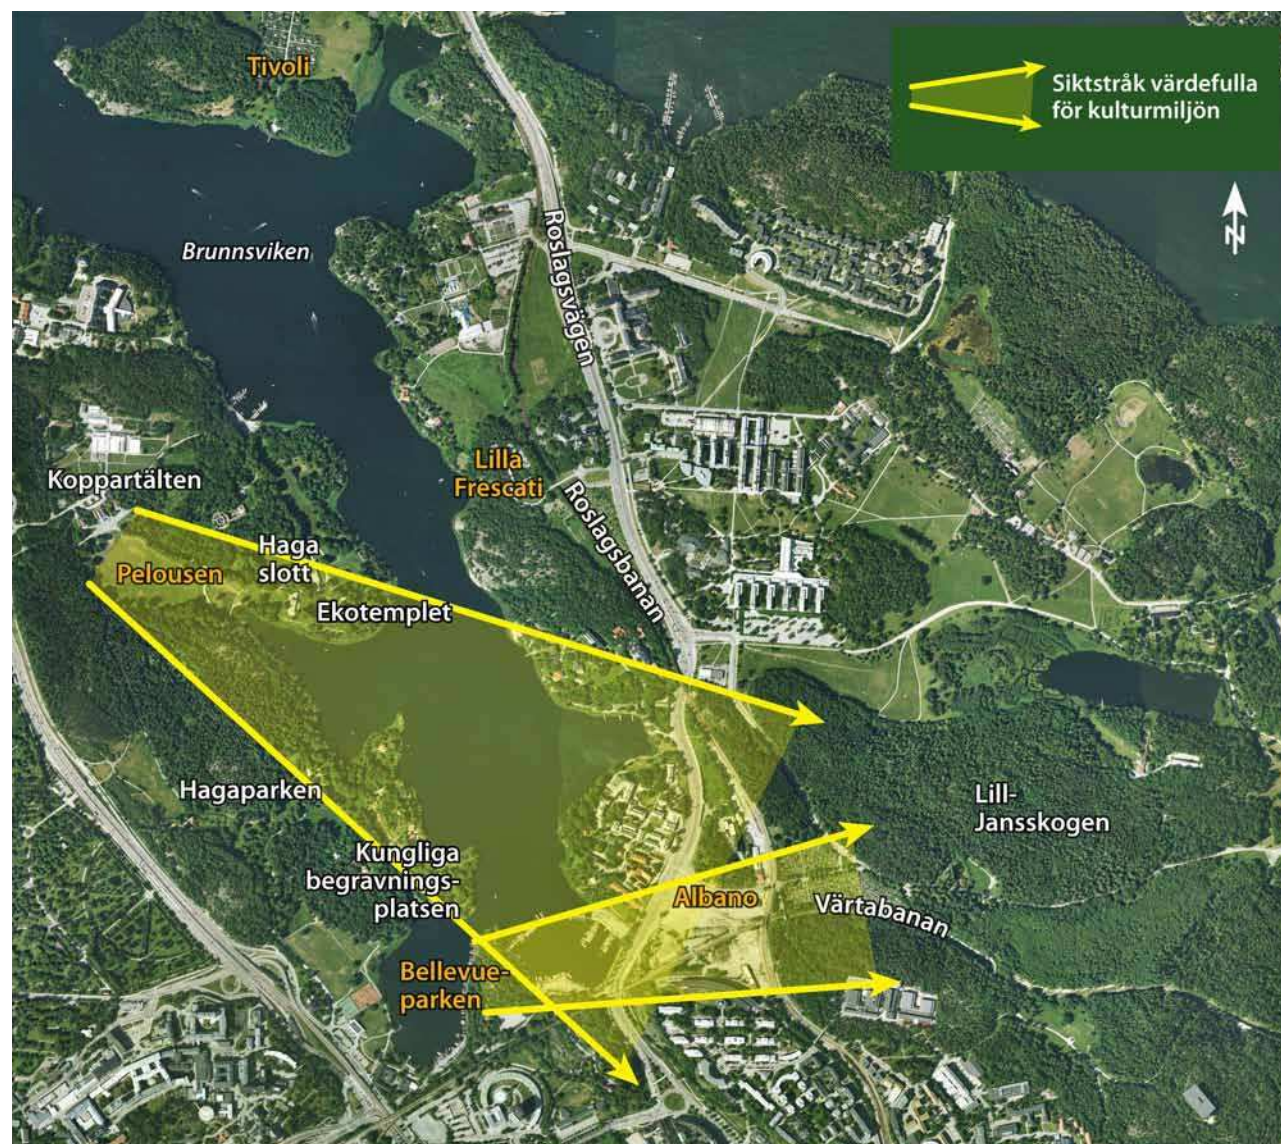 Tivoli
Siktstråk värdefulla
för kulturmiljön
N
Brunnsviken
Roslagsvägen
Lilla
Frescati
Koppartälten
Roslagsbanan
Haga
slott
Pelousen
Ekotemplet
Hagaparken
Lill-
Jansskogen
Kungliga
begravnings-
platsen
Albano
Värtabanan
Bellevue-
parken